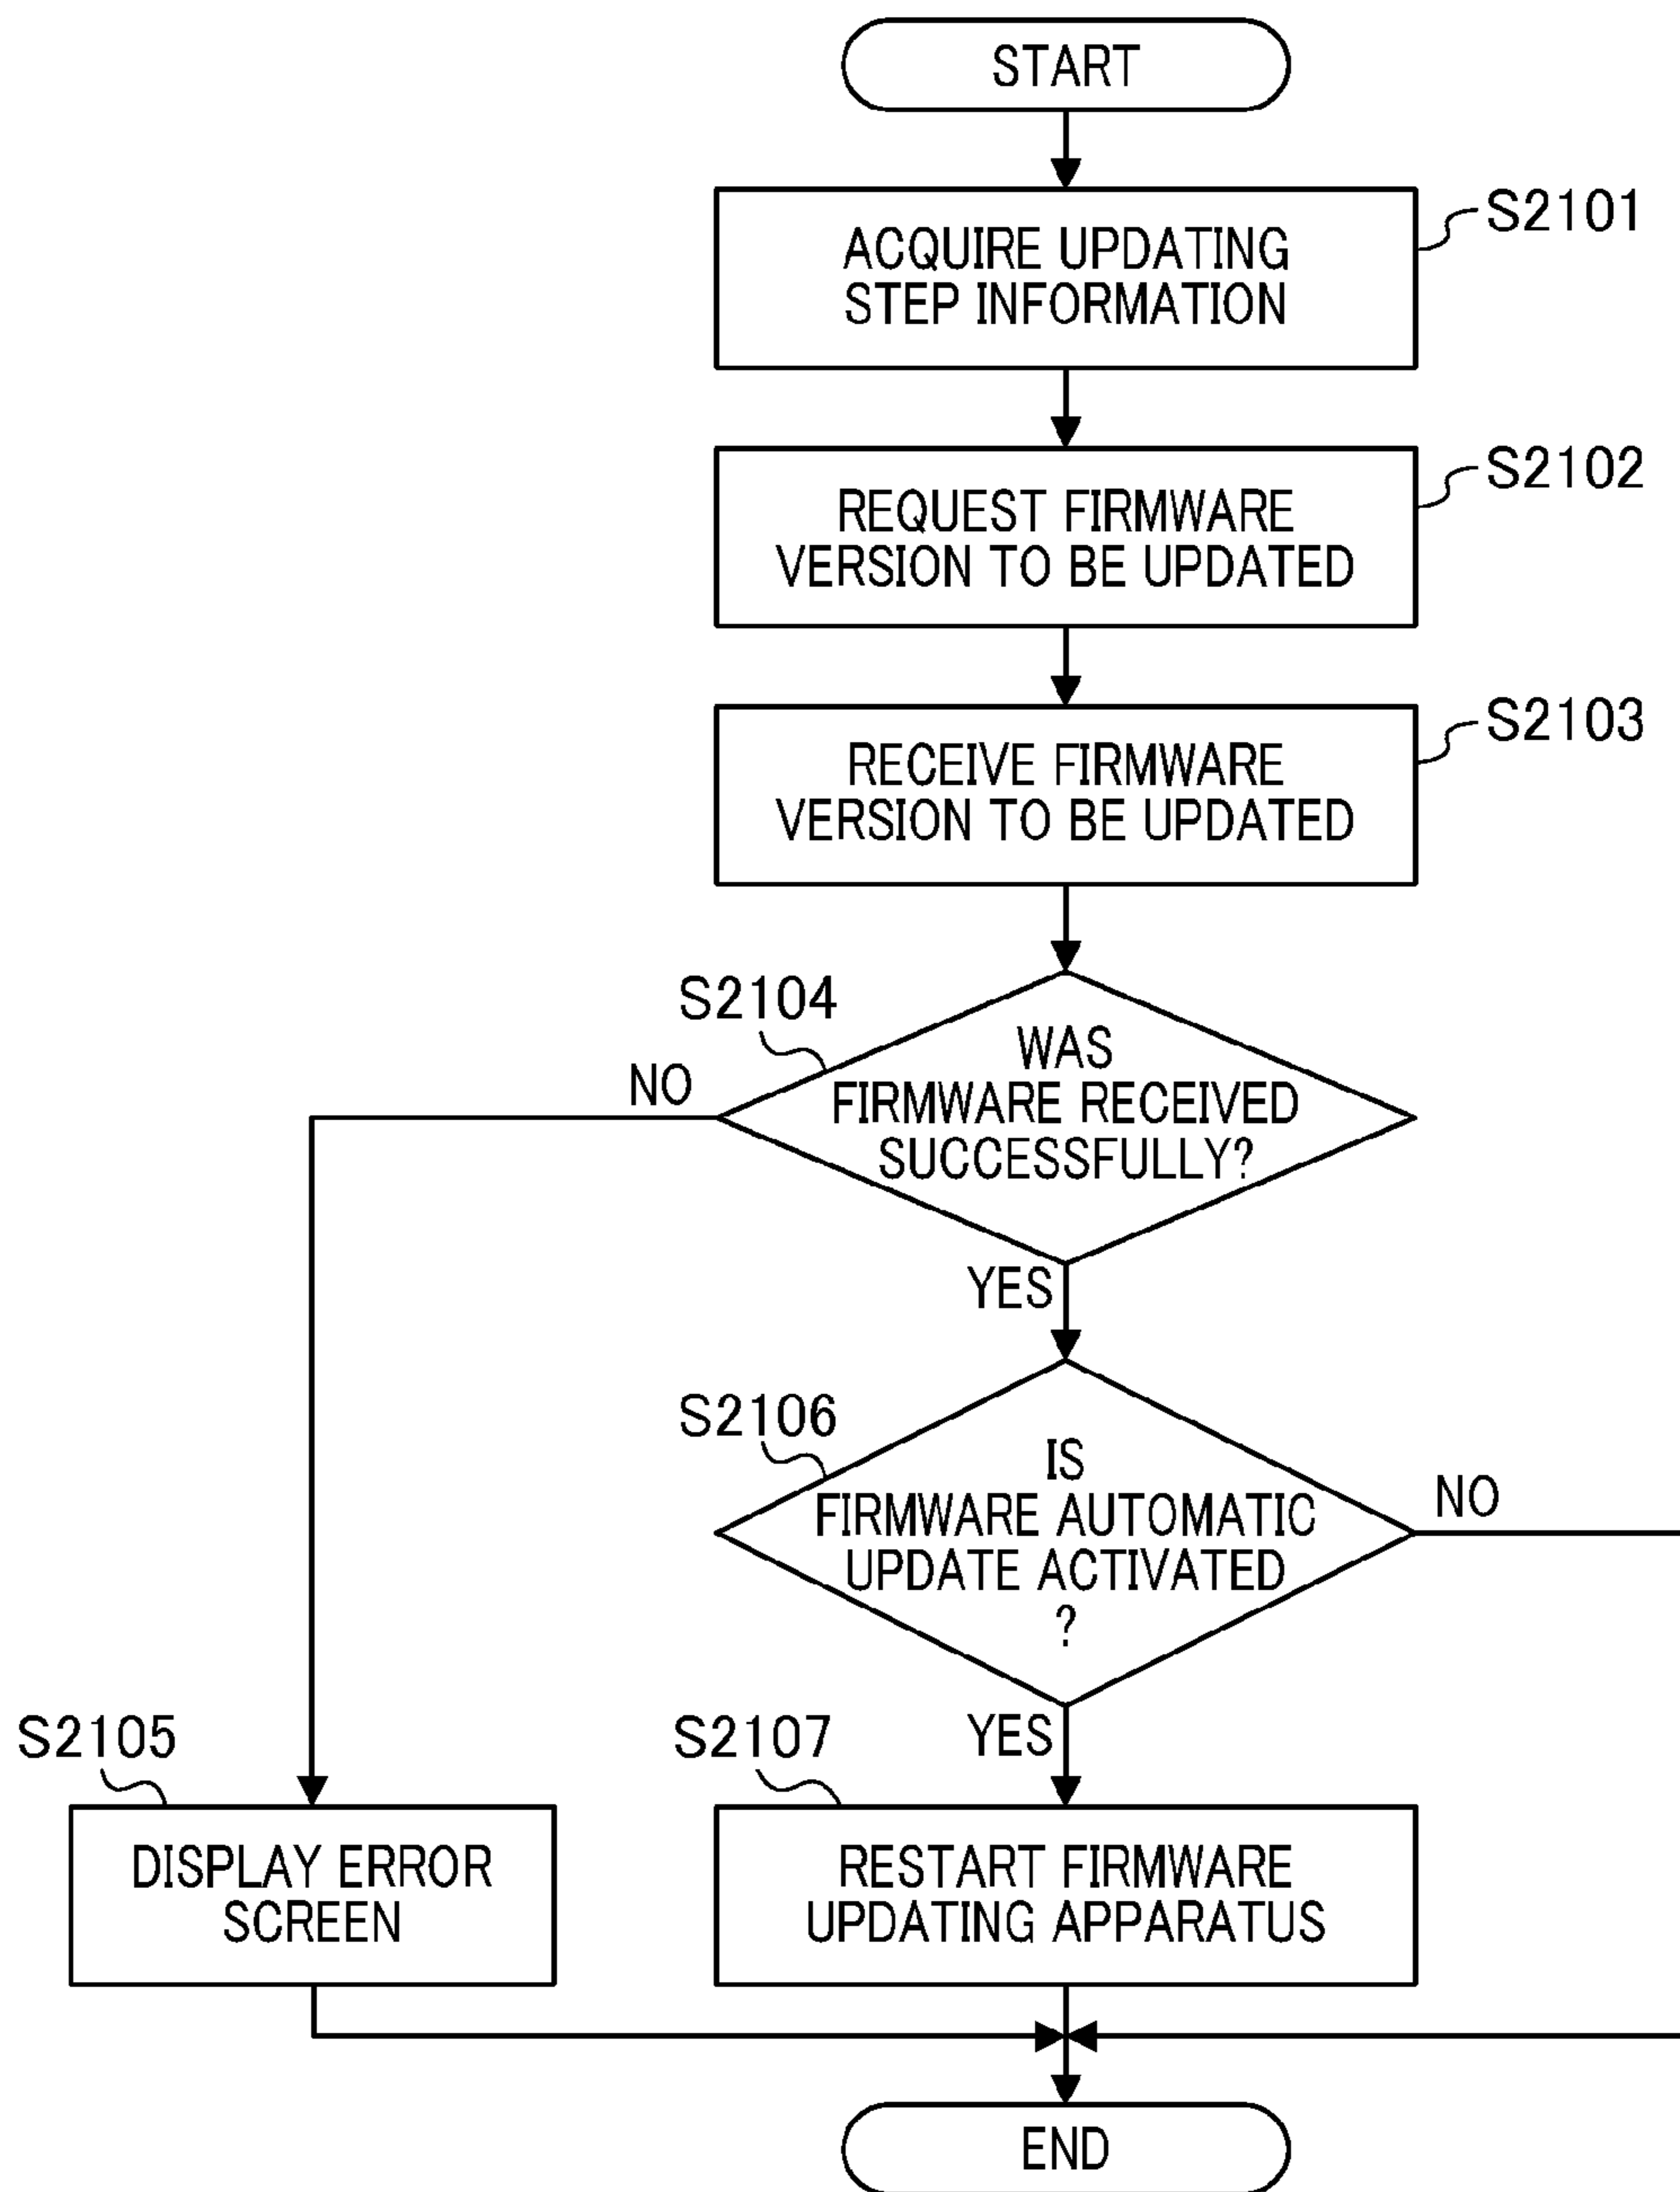 START
S2101
ACQUIRE UPDATING
STEP INFORMATION
S2102
REQUEST FIRMWARE
VERSION TO BE UPDATED
S2103
RECEIVE FIRMWARE
VERSION TO BE UPDATED
S2104
NO
WAS
FIRMWARE RECEIVED
SUCCESSFULLY?
YES
S2106
IS
FIRMWARE AUTOMATIC
UPDATE ACTIVATED
?
NO
YES
S2105
S2107
DISPLAY ERROR
SCREEN
RESTART FIRMWARE
UPDATING APPARATUS
END